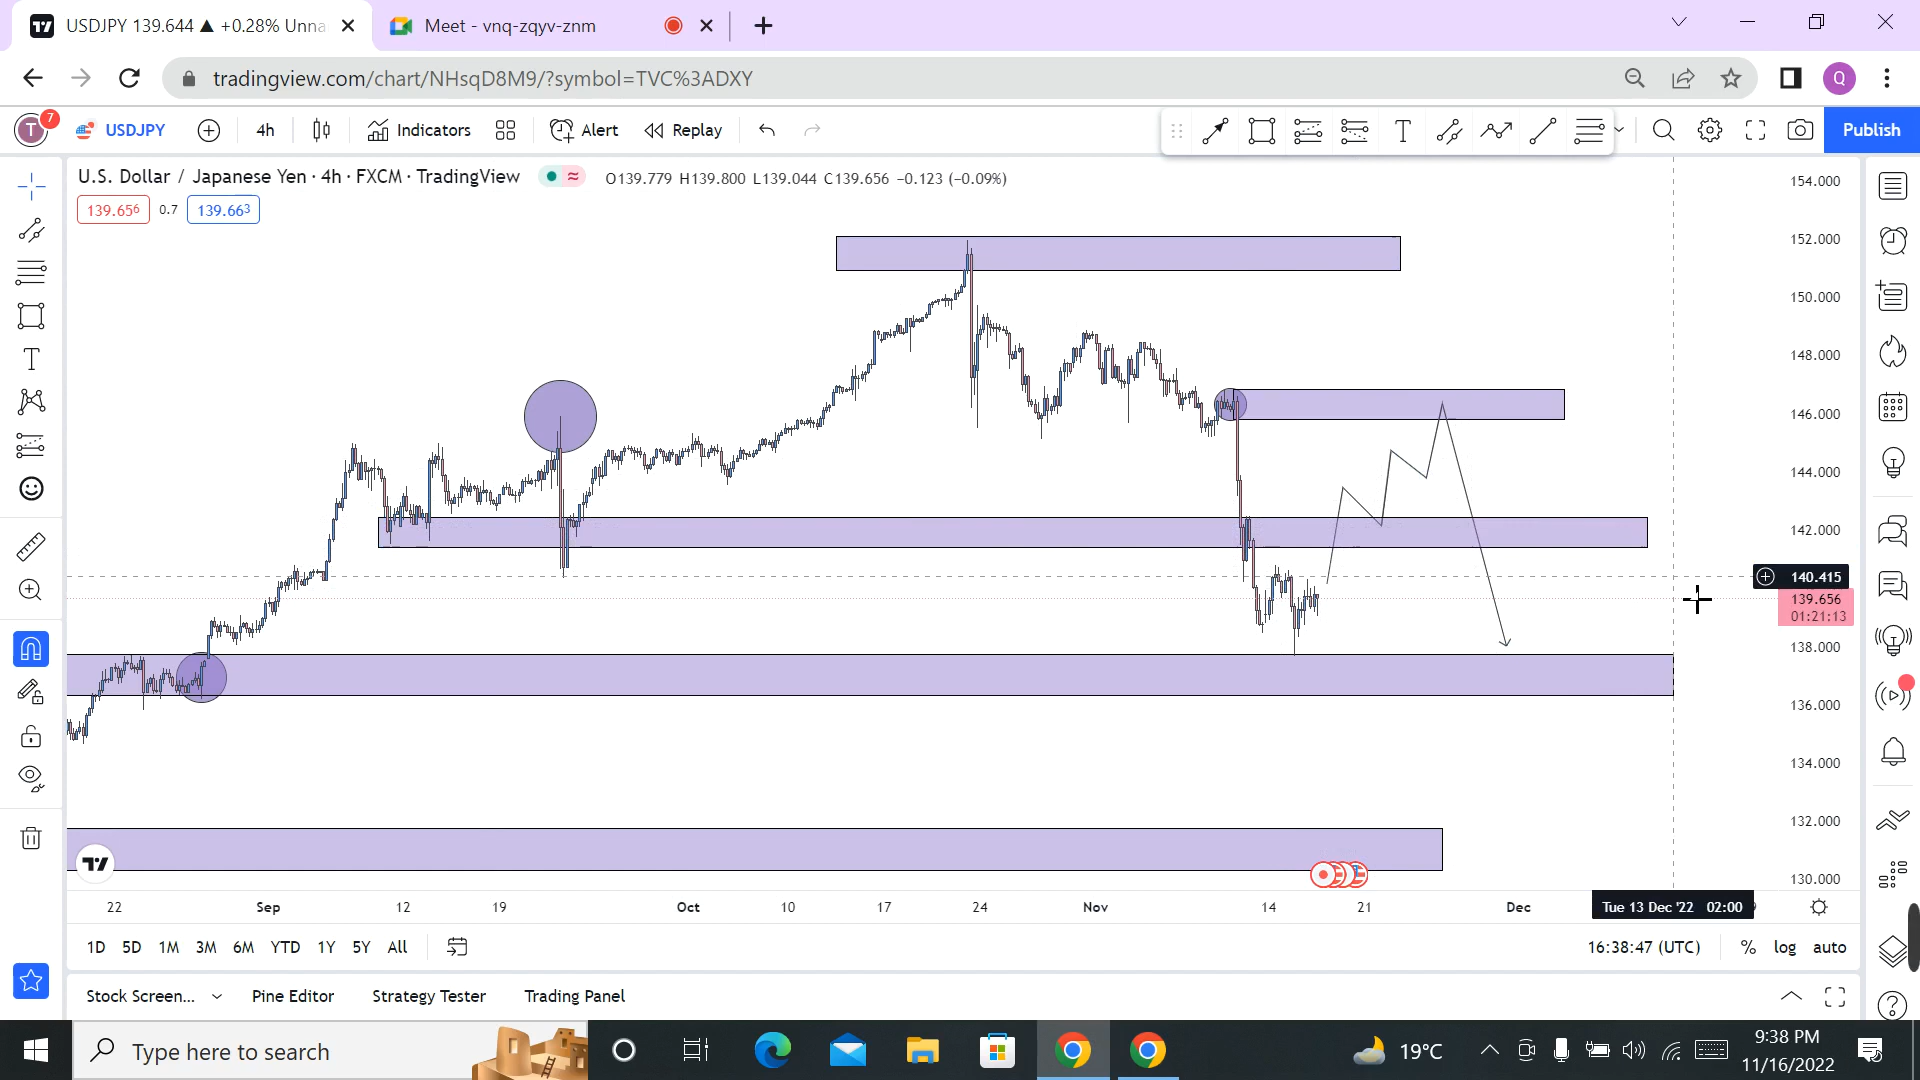 USDJPY 139.644 ▲ +0.28% Unna
Meet - vnq-zqyv-znm
tradingview.com/chart/NHsqD8M9/?symbol=TVC%3ADXY
Q
T
7
USDJPY
4h
Indicators
Alert
Replay
T
Publish
U.S. Dollar / Japanese Yen · 4h · FXCM · TradingView
O139.779 H139.800 L139.044 C139.656 −0.123 (−0.09%)
139.656
0.7
139.663
154.000
152.000
150.000
148.000
146.000
144.000
142.000
140.415
139.656
01:21:13
138.000
136.000
134.000
132.000
130.000
22
Sep
12
19
Oct
10
17
24
Nov
14
21
Dec
Tue 13 Dec '22 02:00
1D 5D 1M 3M 6M YTD 1Y 5Y All
16:38:47 (UTC)
% log auto
Stock Screen...
Pine Editor
Strategy Tester
Trading Panel
Type here to search
19°C
9:38 PM
11/16/2022